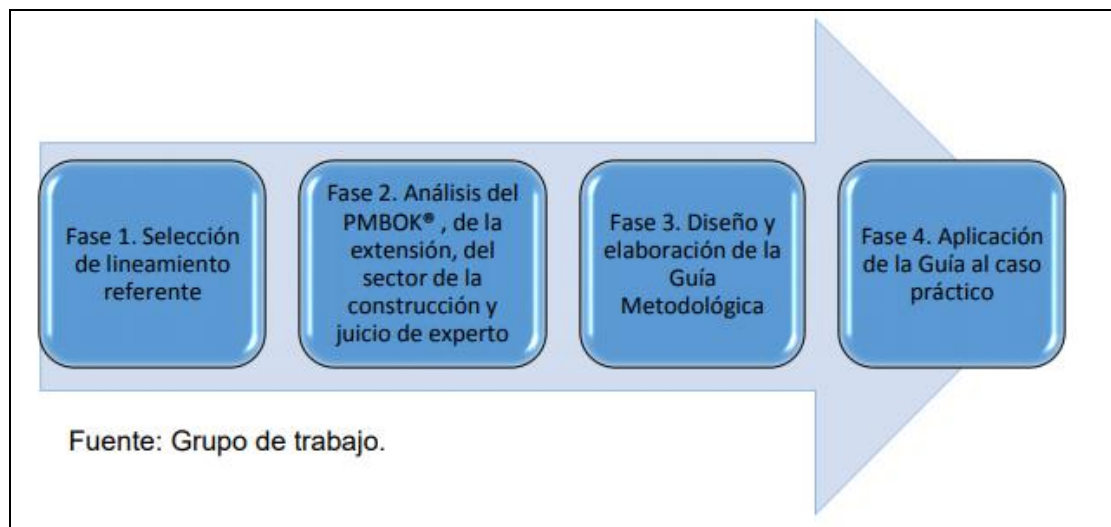 Fase 1. Selección
de lineamiento
referente
Fase 2. Análisis del
PMBOK® , de la
extensión, del
sector de la
construcción y
juicio de experto
Fase 3. Diseño y
elaboración de la
Guía
Metodológica
Fase 4. Aplicación
de la Guía al caso
práctico
Fuente: Grupo de trabajo.